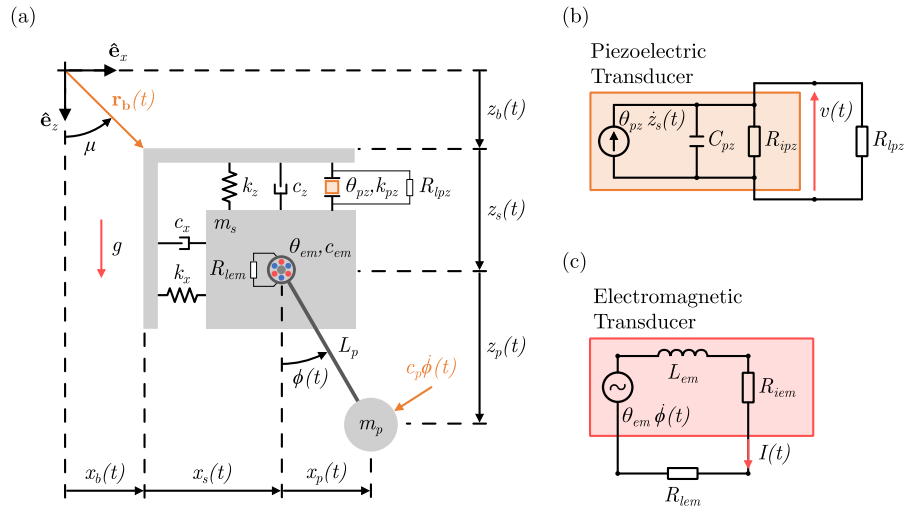 (a)
ê_x
r_b(t)
ê_z
μ
z_b(t)
k_z
c_z
θ_pz,k_pz
R_lpz
m_s
z_s(t)
g
c_x
θ_em,c_em
R_lem
k_x
L_p
z_p(t)
ϕ(t)
c_pϕ̇(t)
m_p
x_b(t)
x_s(t)
x_p(t)
(b)
Piezoelectric
Transducer
θ_pz ż_s(t)
C_pz
R_ipz
v(t)
R_lpz
(c)
Electromagnetic
Transducer
L_em
R_iem
θ_em ϕ̇(t)
I(t)
R_lem